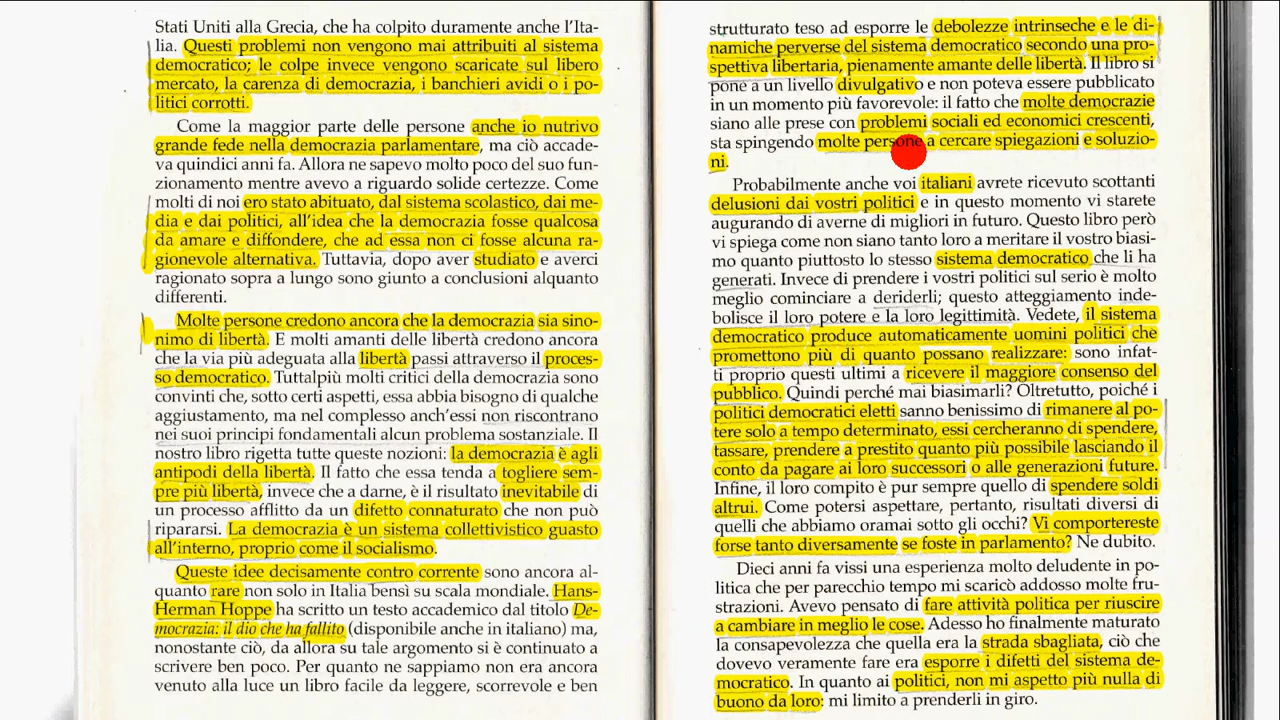 Stati Uniti alla Grecia, che ha colpito duramente anche l'Ita-
lia. Questi problemi non vengono mai attribuiti al sistema
democratico; le colpe invece vengono scaricate sul libero
mercato, la carenza di democrazia, i banchieri avidi o i po-
litici corrotti.
Come la maggior parte delle persone anche io nutrivo
grande fede nella democrazia parlamentare, ma ciò accade-
va quindici anni fa. Allora ne sapevo molto poco del suo fun-
zionamento mentre avevo a riguardo solide certezze. Come
molti di noi ero stato abituato, dal sistema scolastico, dai me-
dia e dai politici, all'idea che la democrazia fosse qualcosa
da amare e diffondere, che ad essa non ci fosse alcuna ra-
gionevole alternativa. Tuttavia, dopo aver studiato e averci
ragionato sopra a lungo sono giunto a conclusioni alquanto
differenti.
Molte persone credono ancora che la democrazia sia sino-
nimo di libertà. E molti amanti delle libertà credono ancora
che la via più adeguata alla libertà passi attraverso il proces-
so democratico. Tuttalpiù molti critici della democrazia sono
convinti che, sotto certi aspetti, essa abbia bisogno di qualche
aggiustamento, ma nel complesso anch'essi non riscontrano
nei suoi principi fondamentali alcun problema sostanziale. Il
nostro libro rigetta tutte queste nozioni: la democrazia è agli
antipodi della libertà. Il fatto che essa tenda a togliere sem-
pre più libertà, invece che a darne, è il risultato inevitabile di
un processo afflitto da un difetto connaturato che non può
ripararsi. La democrazia è un sistema collettivistico guasto
all'interno, proprio come il socialismo.
Queste idee decisamente contro corrente sono ancora al-
quanto rare non solo in Italia bensì su scala mondiale. Hans-
Herman Hoppe ha scritto un testo accademico dal titolo De-
mocrazia: il dio che ha fallito (disponibile anche in italiano) ma,
nonostante ciò, da allora su tale argomento si è continuato a
scrivere ben poco. Per quanto ne sappiamo non era ancora
venuto alla luce un libro facile da leggere, scorrevole e ben
strutturato teso ad esporre le debolezze intrinseche e le di-
namiche perverse del sistema democratico secondo una pro-
spettiva libertaria, pienamente amante delle libertà. Il libro si
pone a un livello divulgativo e non poteva essere pubblicato
in un momento più favorevole: il fatto che molte democrazie
siano alle prese con problemi sociali ed economici crescenti,
sta spingendo molte persone a cercare spiegazioni e soluzio-
ni.
Probabilmente anche voi italiani avrete ricevuto scottanti
delusioni dai vostri politici e in questo momento vi starete
augurando di averne di migliori in futuro. Questo libro però
vi spiega come non siano tanto loro a meritare il vostro biasi-
mo quanto piuttosto lo stesso sistema democratico che li ha
generati. Invece di prendere i vostri politici sul serio è molto
meglio cominciare a deriderli; questo atteggiamento inde-
bolisce il loro potere e la loro legittimità. Vedete, il sistema
democratico produce automaticamente uomini politici che
promettono più di quanto possano realizzare: sono infat-
ti proprio questi ultimi a ricevere il maggiore consenso del
pubblico. Quindi perché mai biasimarli? Oltretutto, poiché i
politici democratici eletti sanno benissimo di rimanere al po-
tere solo a tempo determinato, essi cercheranno di spendere,
tassare, prendere a prestito quanto più possibile lasciando il
conto da pagare ai loro successori o alle generazioni future.
Infine, il loro compito è pur sempre quello di spendere soldi
altrui. Come potersi aspettare, pertanto, risultati diversi di
quelli che abbiamo oramai sotto gli occhi? Vi comportereste
forse tanto diversamente se foste in parlamento? Ne dubito.
Dieci anni fa vissi una esperienza molto deludente in po-
litica che per parecchio tempo mi scaricò addosso molte fru-
strazioni. Avevo pensato di fare attività politica per riuscire
a cambiare in meglio le cose. Adesso ho finalmente maturato
la consapevolezza che quella era la strada sbagliata, ciò che
dovevo veramente fare era esporre i difetti del sistema de-
mocratico. In quanto ai politici, non mi aspetto più nulla di
buono da loro: mi limito a prenderli in giro.